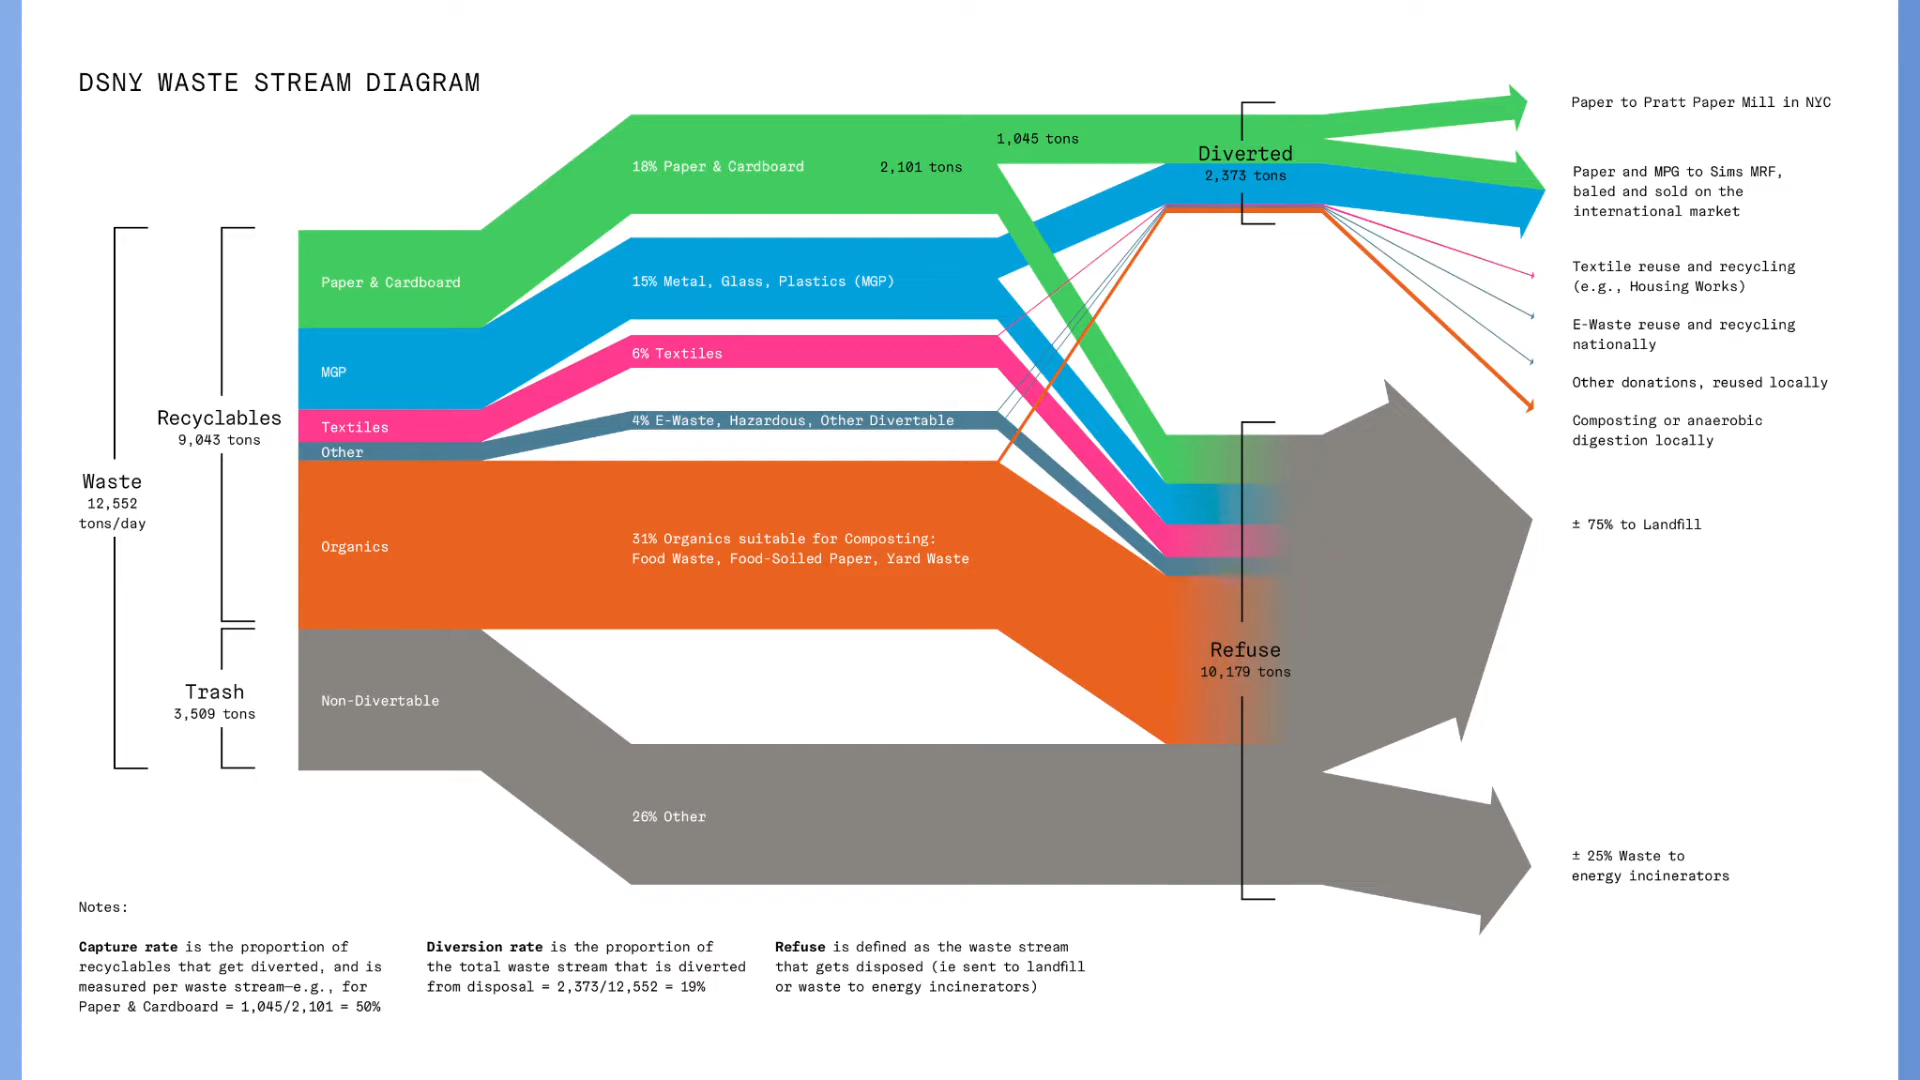 DSNY WASTE STREAM DIAGRAM
Waste
12,552
tons/day
Recyclables
9,043 tons
Trash
3,509 tons
Paper & Cardboard
MGP
Textiles
Other
Organics
Non-Divertable
18% Paper & Cardboard
2,101 tons
1,045 tons
15% Metal, Glass, Plastics (MGP)
6% Textiles
4% E-Waste, Hazardous, Other Divertable
31% Organics suitable for Composting:
Food Waste, Food-Soiled Paper, Yard Waste
26% Other
Diverted
2,373 tons
Refuse
10,179 tons
Paper to Pratt Paper Mill in NYC
Paper and MPG to Sims MRF,
baled and sold on the
international market
Textile reuse and recycling
(e.g., Housing Works)
E-Waste reuse and recycling
nationally
Other donations, reused locally
Composting or anaerobic
digestion locally
± 75% to Landfill
± 25% Waste to
energy incinerators
Notes:
Capture rate is the proportion of
recyclables that get diverted, and is
measured per waste stream—e.g., for
Paper & Cardboard = 1,045/2,101 = 50%
Diversion rate is the proportion of
the total waste stream that is diverted
from disposal = 2,373/12,552 = 19%
Refuse is defined as the waste stream
that gets disposed (ie sent to landfill
or waste to energy incinerators)